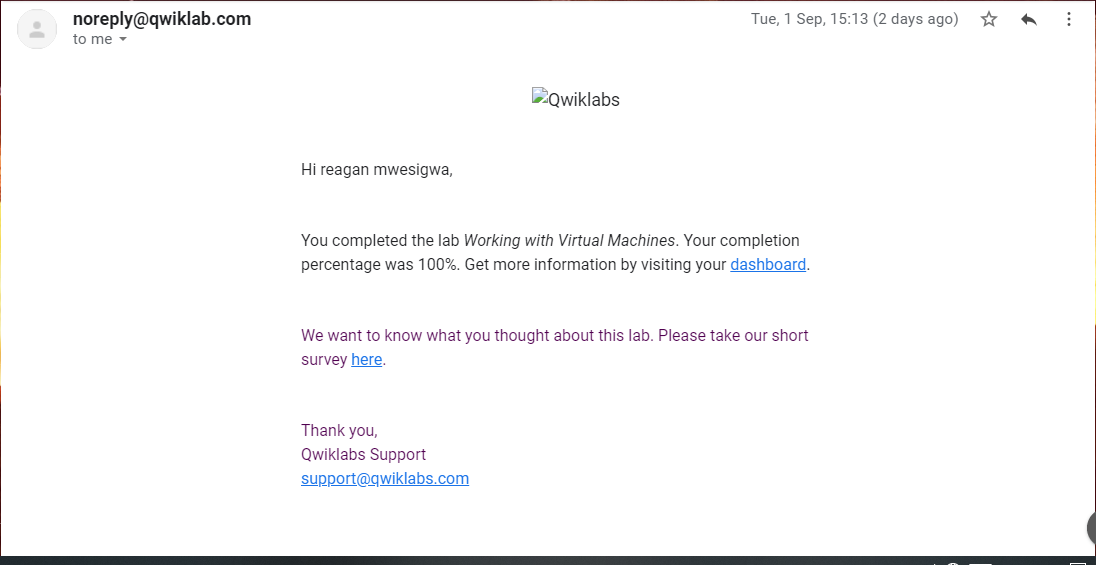 noreply@qwiklab.com
Tue, 1 Sep, 15:13 (2 days ago)
to me
Qwiklabs
Hi reagan mwesigwa,
You completed the lab Working with Virtual Machines. Your completion
percentage was 100%. Get more information by visiting your dashboard.
We want to know what you thought about this lab. Please take our short
survey here.
Thank you,
Qwiklabs Support
support@qwiklabs.com